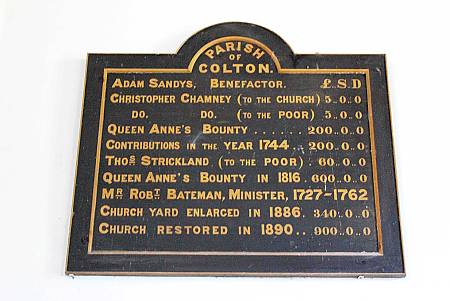 PARISH
OF
COLTON.
ADAM SANDYS, BENEFACTOR. £..S..D
CHRISTOPHER CHAMNEY (TO THE CHURCH) 5..0..0
DO. DO. (TO THE POOR) 5..0..0
QUEEN ANNE'S BOUNTY ...... 200..0..0
CONTRIBUTIONS IN THE YEAR 1744.. 200..0..0
THOS STRICKLAND (TO THE POOR) 60..0..0
QUEEN ANNE'S BOUNTY IN 1816. 600..0..0
MR ROBT BATEMAN, MINISTER, 1727-1762
CHURCH YARD ENLARGED IN 1886. 340..0..0
CHURCH RESTORED IN 1890.. 900..0..0